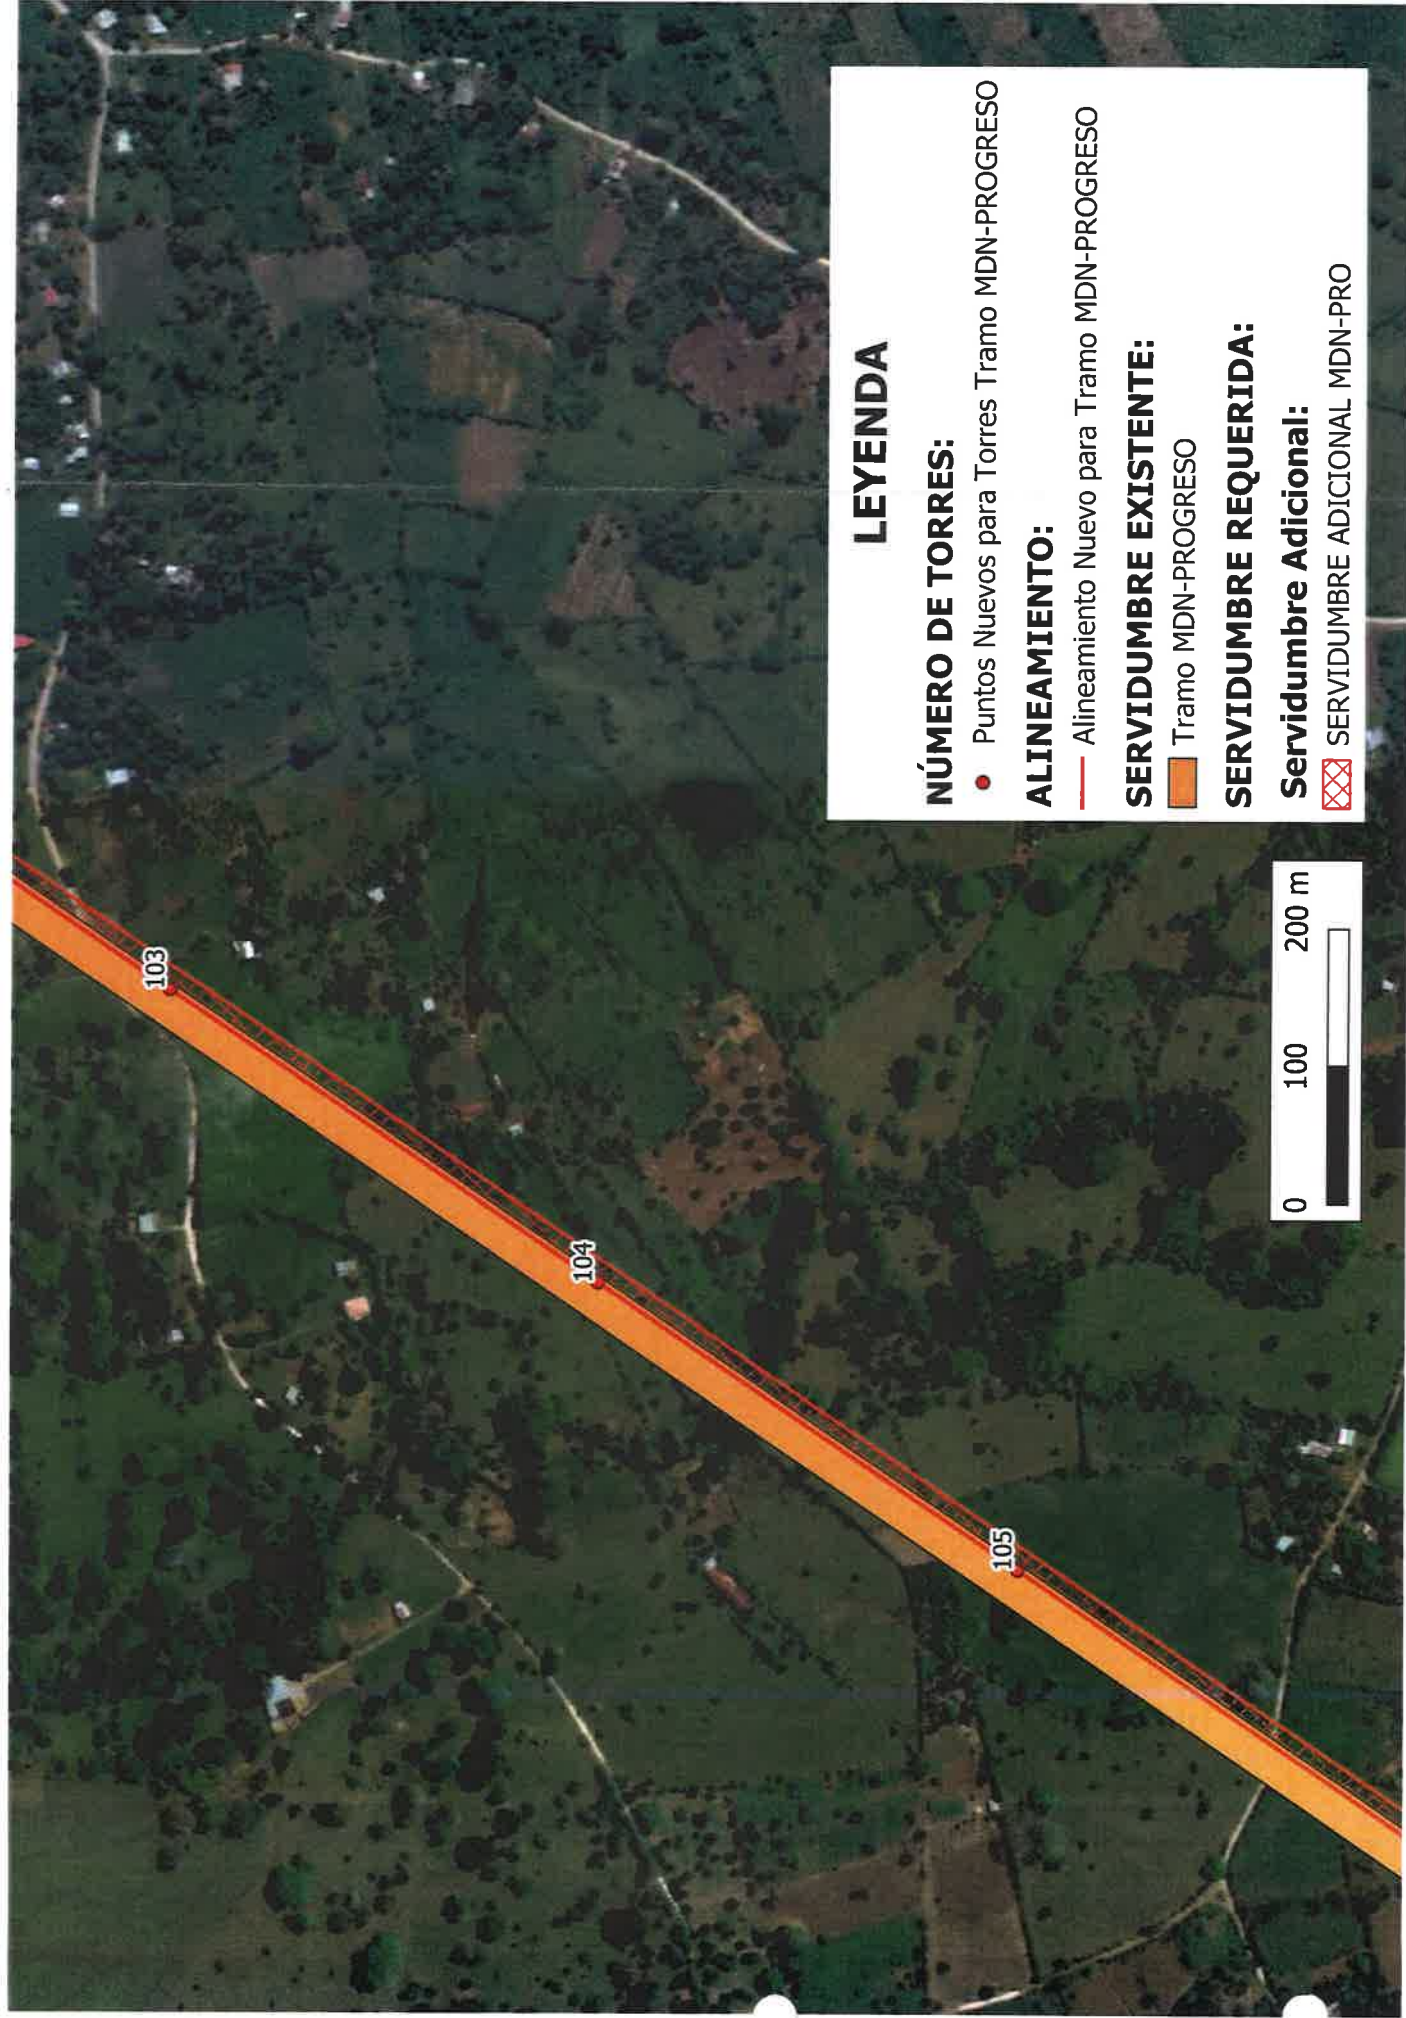 103
104
105
LEYENDA
NÚMERO DE TORRES:
Puntos Nuevos para Torres Tramo MDN-PROGRESO
ALINEAMIENTO:
Alineamiento Nuevo para Tramo MDN-PROGRESO
SERVIDUMBRE EXISTENTE:
Tramo MDN-PROGRESO
SERVIDUMBRE REQUERIDA:
Servidumbre Adicional:
SERVIDUMBRE ADICIONAL MDN-PRO
0 100 200 m